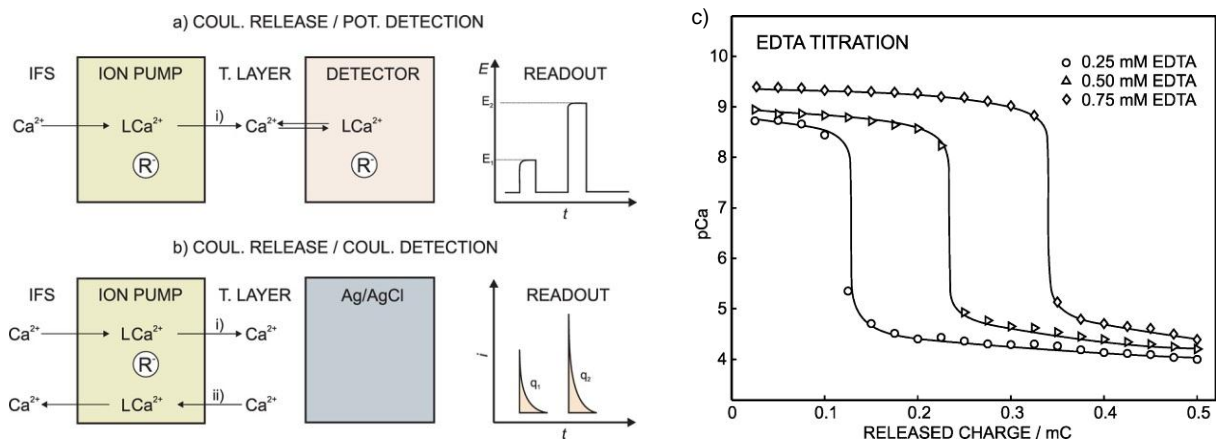 a) COUL. RELEASE / POT. DETECTION
IFS
ION PUMP
T. LAYER
DETECTOR
READOUT
Ca²⁺
LCa²⁺
i)
Ca²⁺
LCa²⁺
R⁻
R⁻
E
E₂
E₁
t
b) COUL. RELEASE / COUL. DETECTION
IFS
ION PUMP
T. LAYER
Ag/AgCl
READOUT
Ca²⁺
LCa²⁺
i)
Ca²⁺
R⁻
Ca²⁺
LCa²⁺
ii)
Ca²⁺
i
q₁
q₂
t
c)
EDTA TITRATION
0.25 mM EDTA
0.50 mM EDTA
0.75 mM EDTA
pCa
10
9
8
7
6
5
4
0
0.1
0.2
0.3
0.4
0.5
RELEASED CHARGE / mC